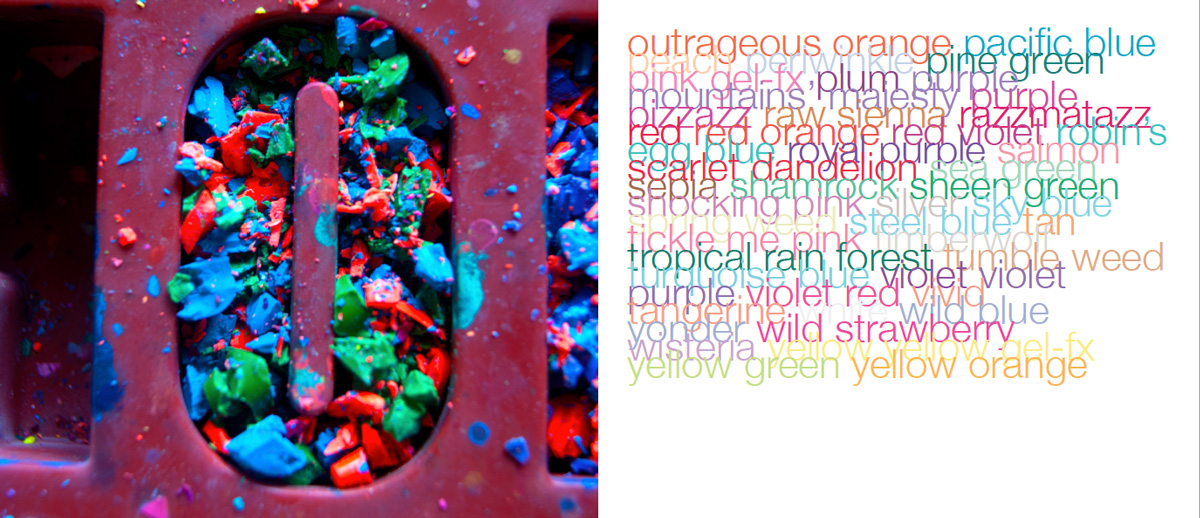 outrageous orange pacific blue
peach periwinkle pine green
pink gel-fx plum purple
mountains' majesty purple
pizzazz raw sienna razzmatazz
red red orange red violet robin's
egg blue royal purple salmon
scarlet dandelion sea green
sepia shamrock sheen green
shocking pink silver sky blue
spring weed steel blue tan
tickle me pink timberwolf
tropical rain forest tumble weed
turquoise blue violet violet
purple violet red vivid
tangerine white wild blue
yonder wild strawberry
wisteria yellow yellow gel-fx
yellow green yellow orange